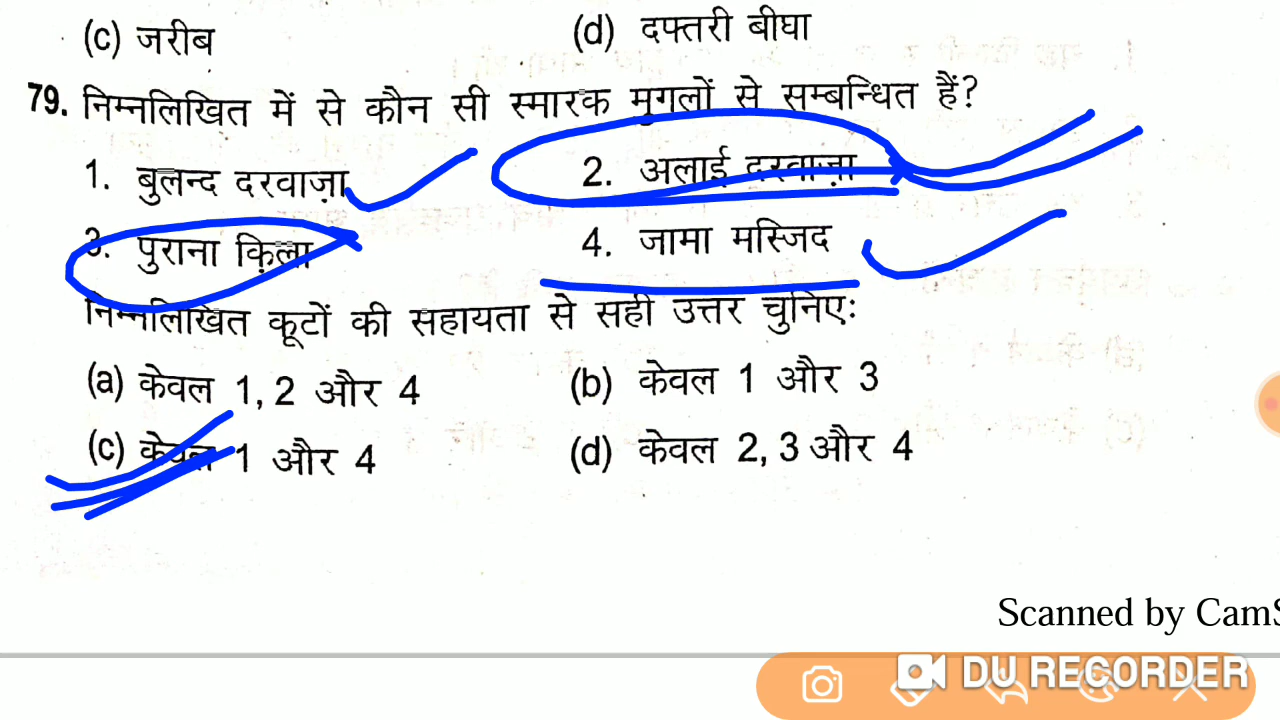 (c) जरीब (d) दफ्तरी बीघा
79. निम्नलिखित में से कौन सी स्मारक मुगलों से सम्बन्धित हैं?
1. बुलन्द दरवाज़ा 2. अलाई दरवाज़ा
3. पुराना क़िला 4. जामा मस्जिद
निम्नलिखित कूटों की सहायता से सही उत्तर चुनिएः
(a) केवल 1, 2 और 4 (b) केवल 1 और 3
(c) केवल 1 और 4 (d) केवल 2, 3 और 4
Scanned by CamS
DU RECORDER